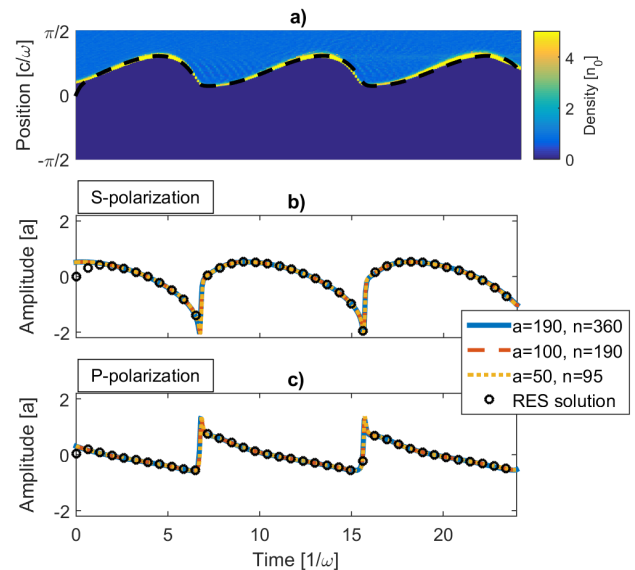 a)
π/2
0
-π/2
Position [c/ω]
4
2
0
Density [n₀]
S-polarization
b)
2
0
-2
Amplitude [a]
a=190, n=360
a=100, n=190
a=50, n=95
RES solution
P-polarization
c)
2
0
-2
Amplitude [a]
0 5 10 15 20
Time [1/ω]